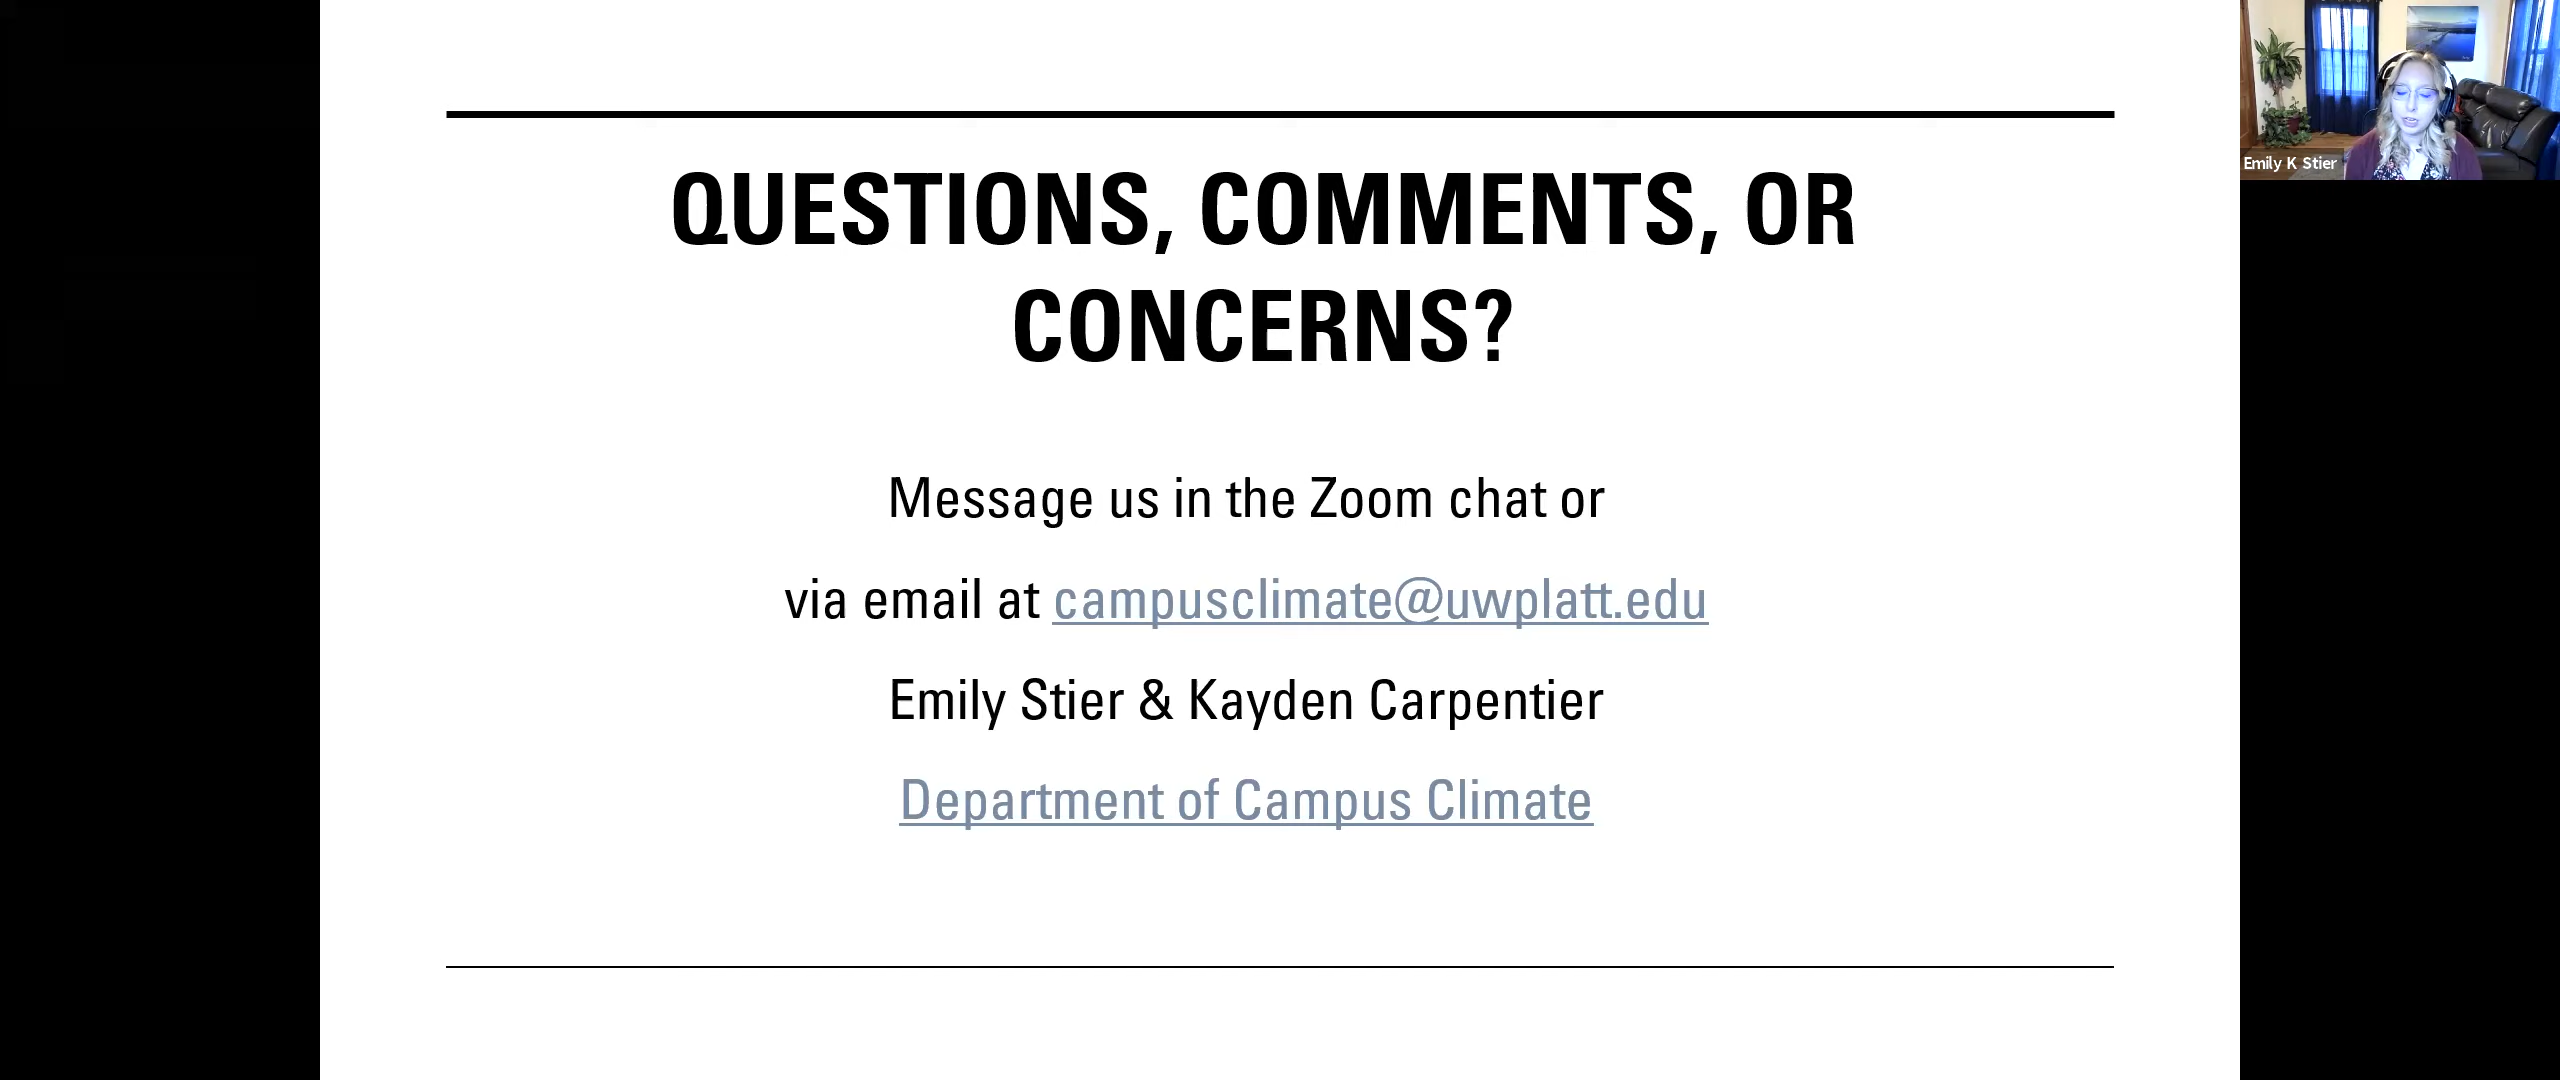 QUESTIONS, COMMENTS, OR
CONCERNS?
Message us in the Zoom chat or
via email at campusclimate@uwplatt.edu
Emily Stier & Kayden Carpentier
Department of Campus Climate
Emily K Stier